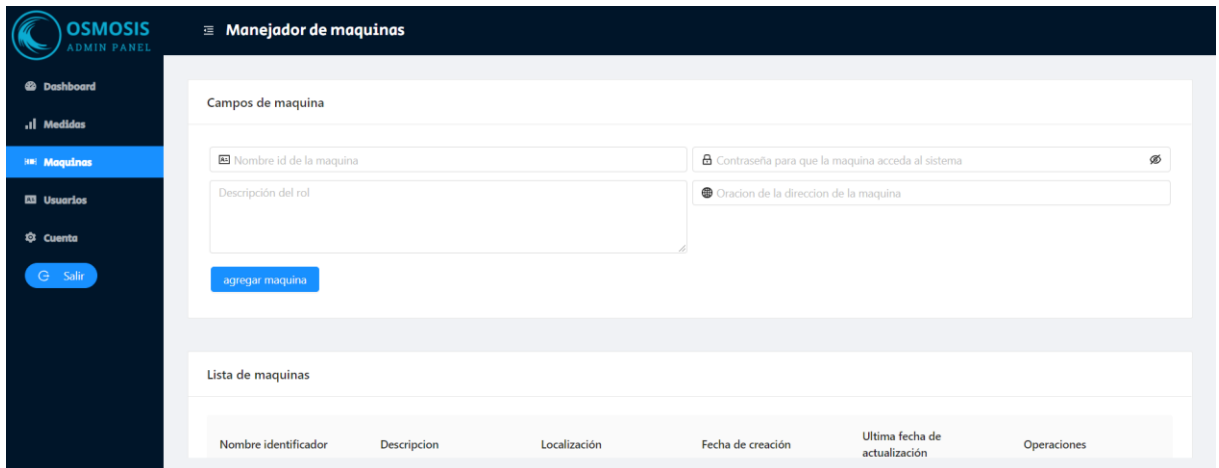 OSMOSIS
ADMIN PANEL
Manejador de maquinas
Dashboard
Medidas
Maquinas
Usuarios
Cuenta
Salir
Campos de maquina
Nombre id de la maquina
Contraseña para que la maquina acceda al sistema
Descripción del rol
Oracion de la direccion de la maquina
agregar maquina
Lista de maquinas
Nombre identificador
Descripcion
Localización
Fecha de creación
Ultima fecha de
actualización
Operaciones